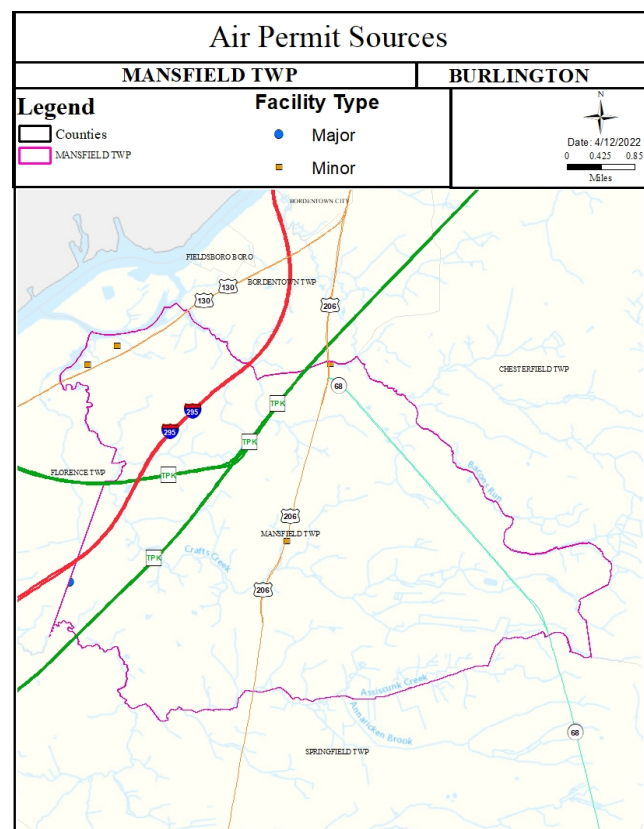 Air Permit Sources
MANSFIELD TWP
BURLINGTON
Legend
Counties
MANSFIELD TWP
Facility Type
Major
Minor
N
Date: 4/12/2022
0 0.425 0.85
Miles
BORDENTOWN CITY
FIELDSBORO BORO
130
BORDENTOWN TWP
130
206
CHESTERFIELD TWP
68
TPK
295
295
TPK
FLORENCE TWP
TPK
Bacons Run
206
MANSFIELD TWP
Crafts Creek
TPK
206
Assiscunk Creek
Annaricken Brook
68
SPRINGFIELD TWP